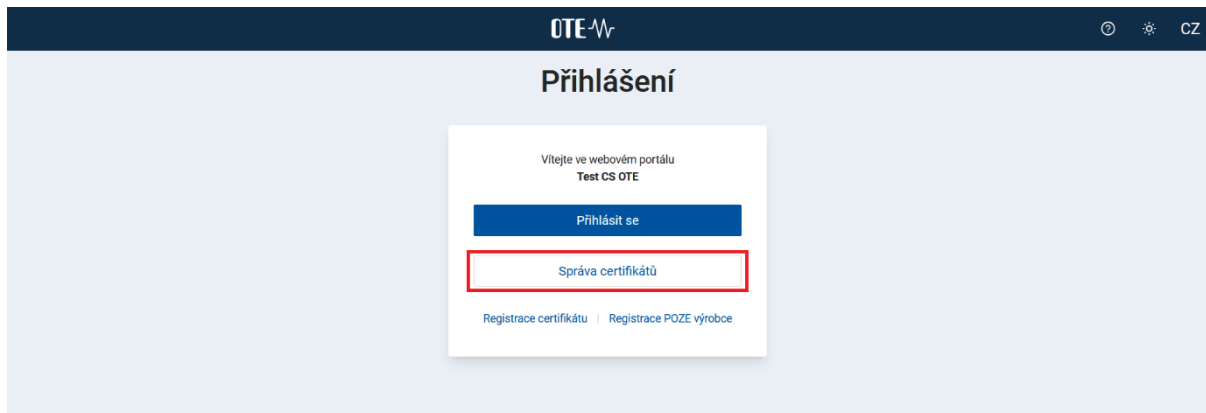 OTE
CZ
Přihlášení
Vítejte ve webovém portálu
Test CS OTE
Přihlásit se
Správa certifikátů
Registrace certifikátu | Registrace POZE výrobce